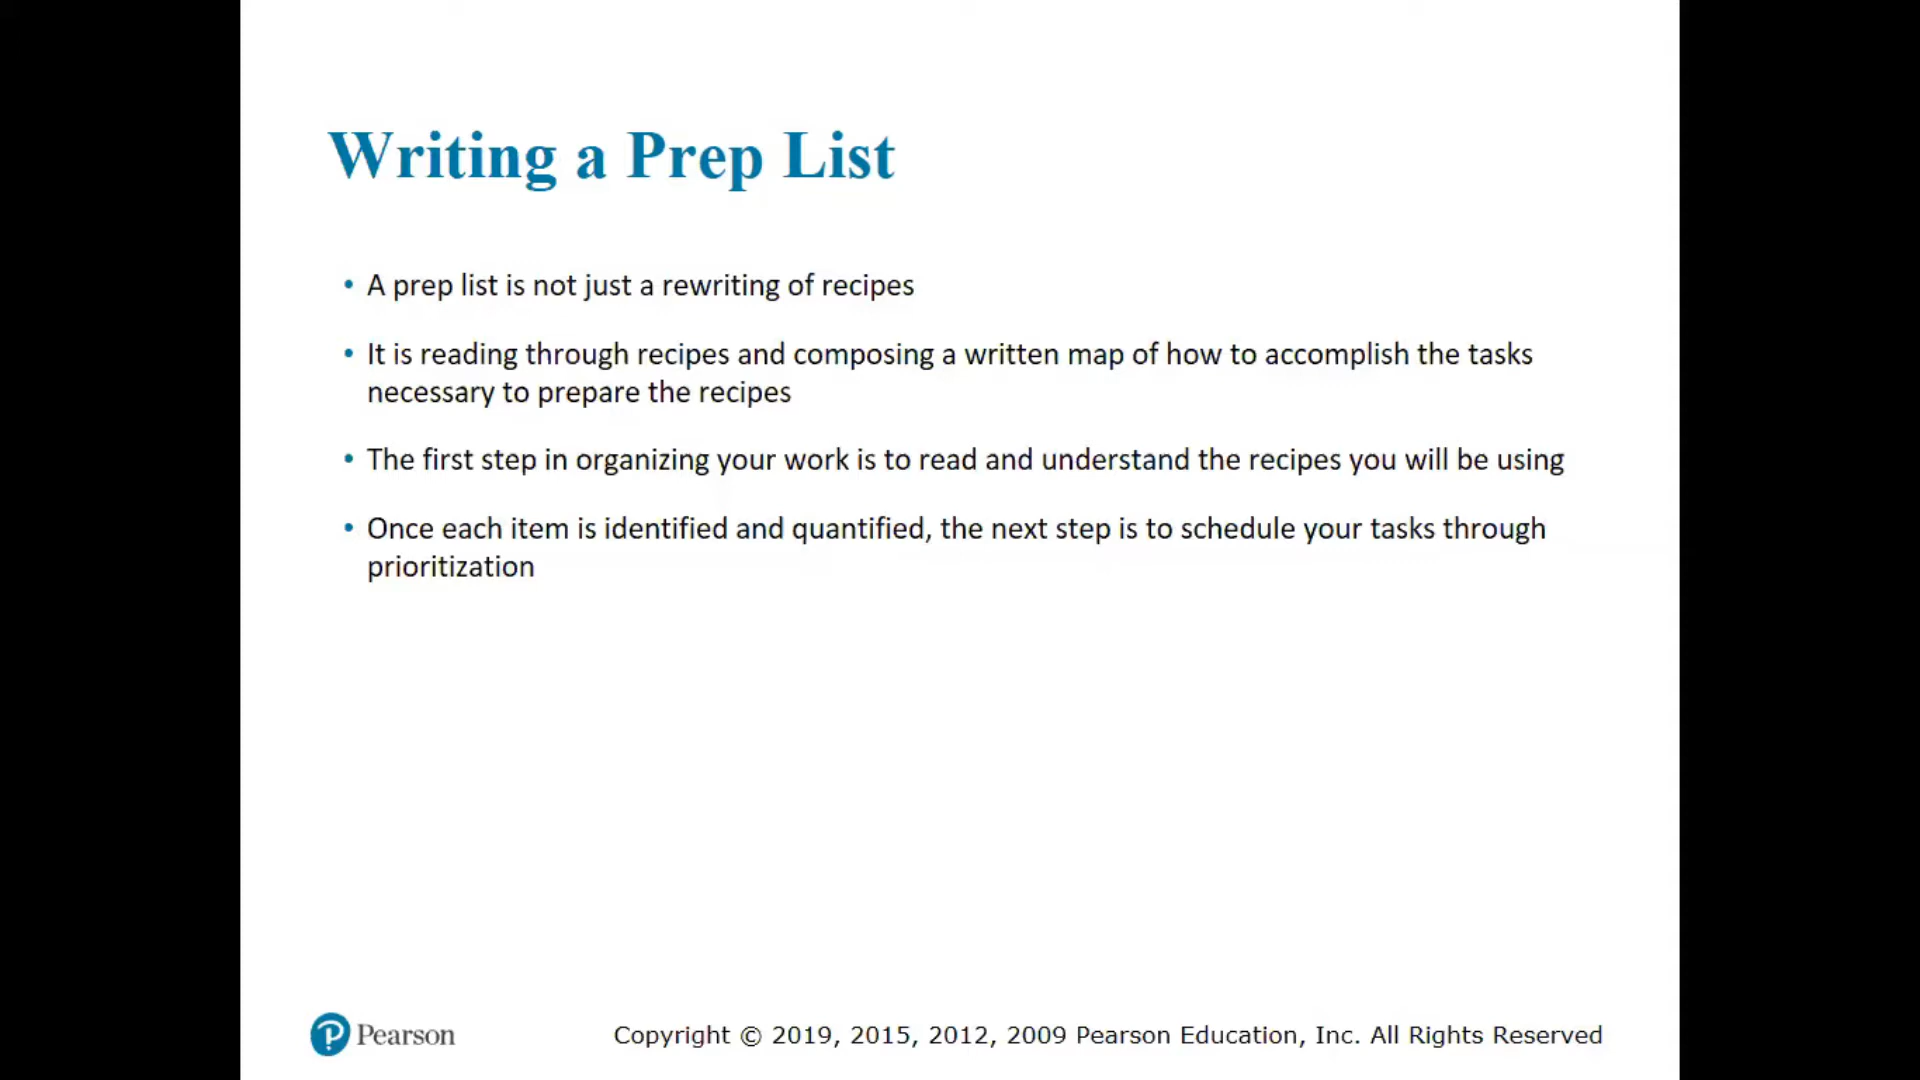 Writing a Prep List
• A prep list is not just a rewriting of recipes
• It is reading through recipes and composing a written map of how to accomplish the tasks
necessary to prepare the recipes
• The first step in organizing your work is to read and understand the recipes you will be using
• Once each item is identified and quantified, the next step is to schedule your tasks through
prioritization
Pearson
Copyright © 2019, 2015, 2012, 2009 Pearson Education, Inc. All Rights Reserved